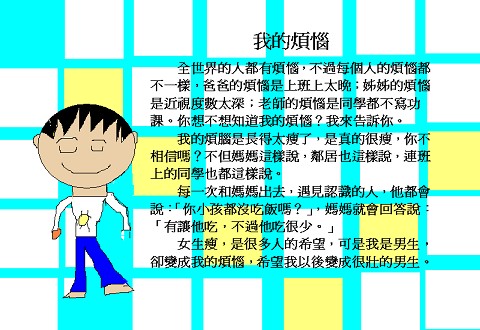 我的煩惱
全世界的人都有煩惱，不過每個人的煩惱都
不一樣，爸爸的煩惱是上班上太晚；姊姊的煩惱
是近視度數太深；老師的煩惱是同學都不寫功
課。你想不想知道我的煩惱？我來告訴你。
我的煩腦是長得太瘦了，是真的很瘦，你不
相信嗎？不但媽媽這樣說，鄰居也這樣說，連班
上的同學也都這樣說。
每一次和媽媽出去，遇見認識的人，他都會
說：「你小孩都沒吃飯嗎？」，媽媽就會回答說：
「有讓他吃，不過他吃很少。」
女生瘦，是很多人的希望，可是我是男生，
卻變成我的煩惱，希望我以後變成很壯的男生。